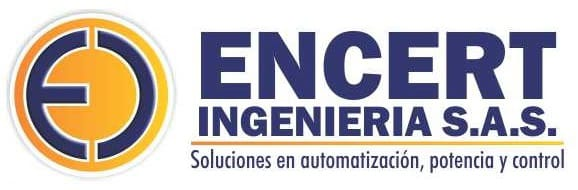 ENCERT
INGENIERIA S.A.S.
Soluciones en automatización, potencia y control